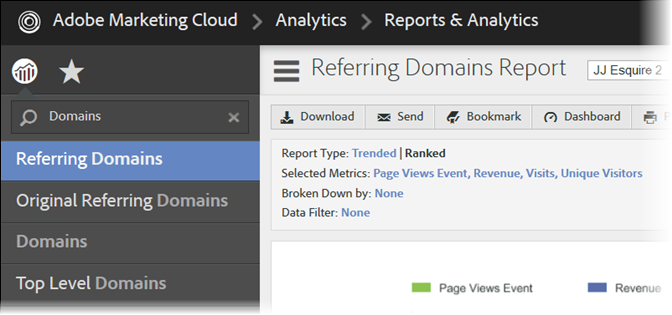 Adobe Marketing Cloud > Analytics > Reports & Analytics
Referring Domains Report
JJ Esquire 2
Domains
Download Send Bookmark Dashboard
Referring Domains
Report Type: Trended | Ranked
Selected Metrics: Page Views Event, Revenue, Visits, Unique Visitors
Broken Down by: None
Data Filter: None
Original Referring Domains
Domains
Top Level Domains
Page Views Event Revenue